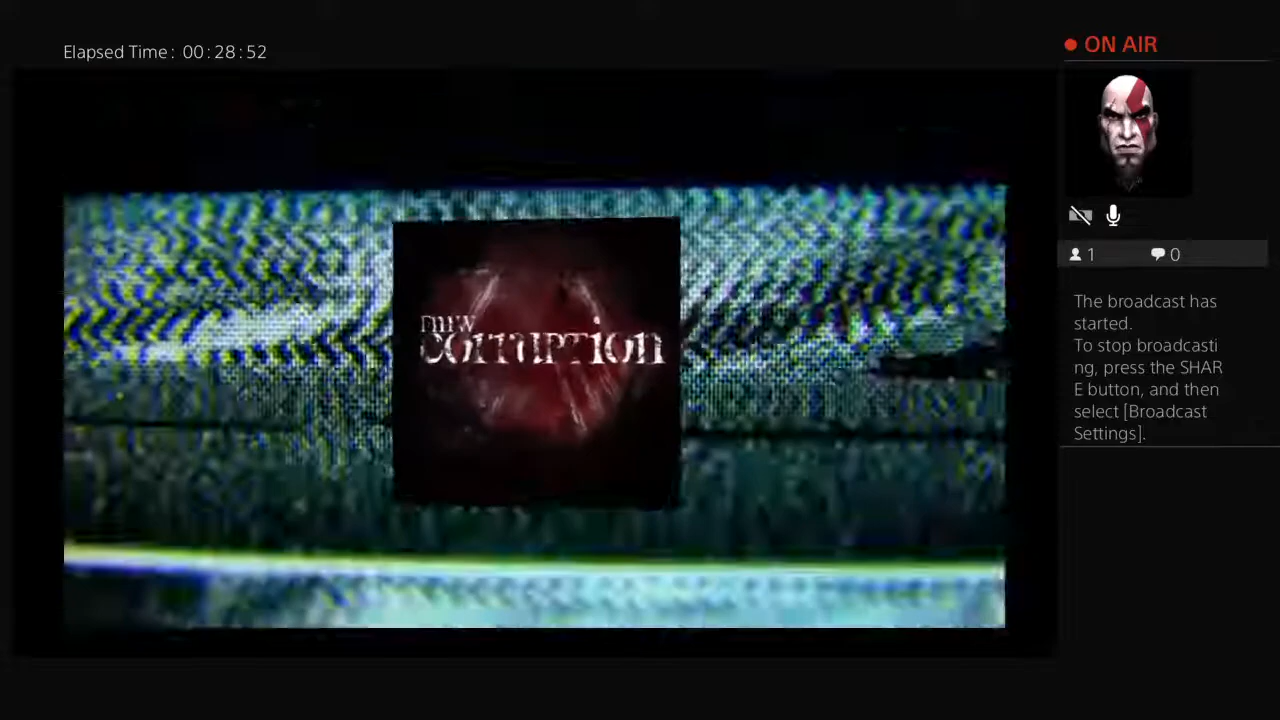 Elapsed Time: 00:28:52
ON AIR
corruption
1
0
The broadcast has
started.
To stop broadcasti
ng, press the SHAR
E button, and then
select [Broadcast
Settings].